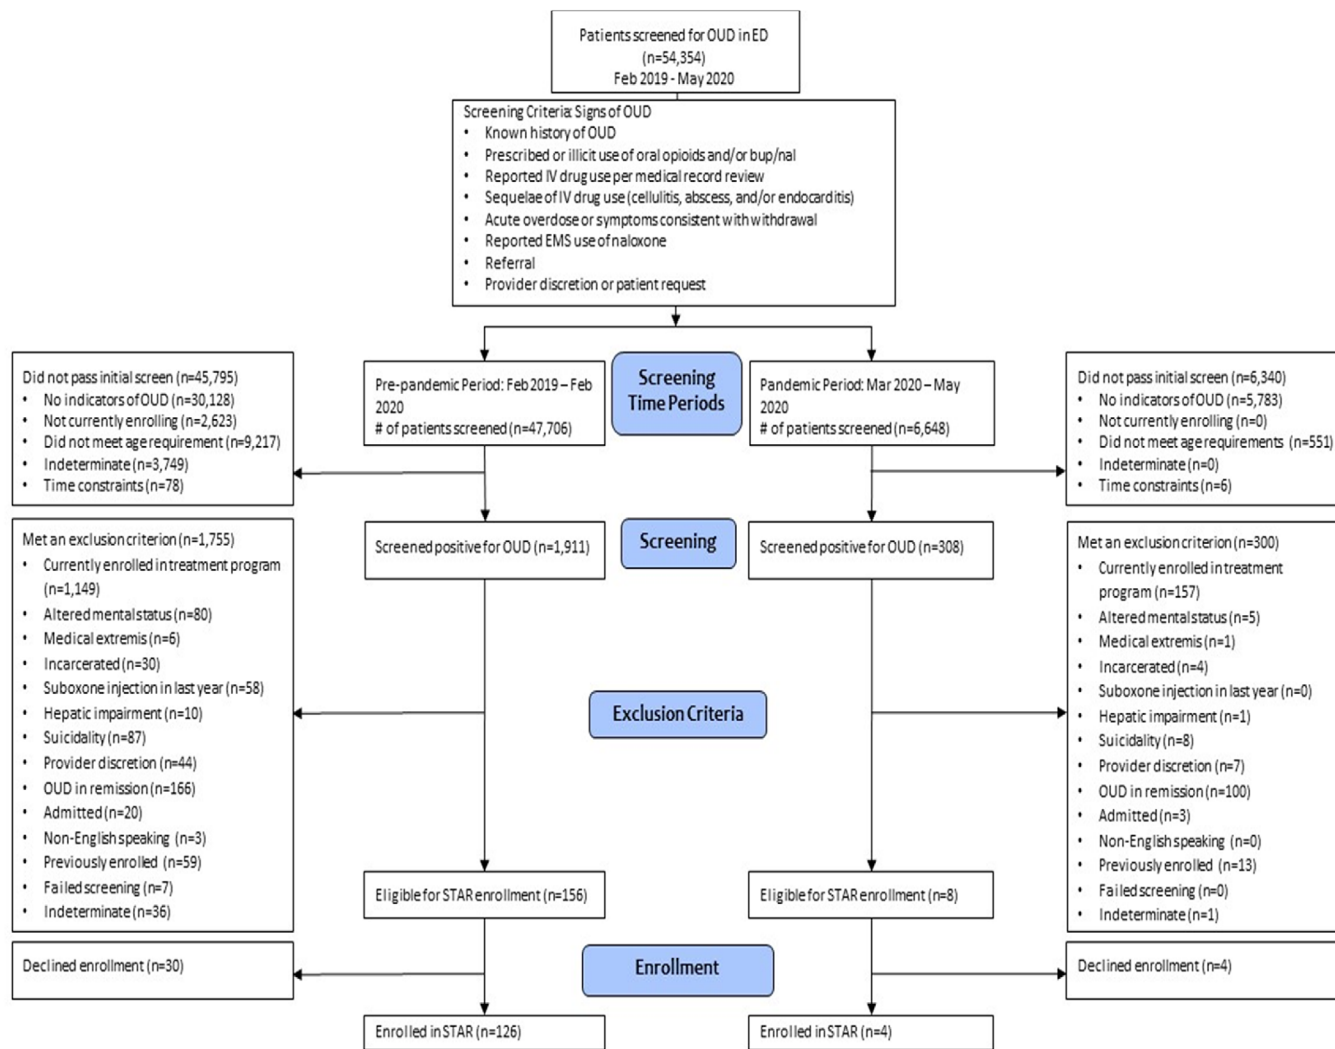 Patients screened for OUD in ED
(n=54,354)
Feb 2019 - May 2020
Screening Criteria: Signs of OUD
• Known history of OUD
• Prescribed or illicit use of oral opioids and/or bup/nal
• Reported IV drug use per medical record review
• Sequelae of IV drug use (cellulitis, abscess, and/or endocarditis)
• Acute overdose or symptoms consistent with withdrawal
• Reported EMS use of naloxone
• Referral
• Provider discretion or patient request
Screening
Time Periods
Pre-pandemic Period: Feb 2019 – Feb
2020
# of patients screened (n=47,706)
Pandemic Period: Mar 2020 – May
2020
# of patients screened (n=6,648)
Did not pass initial screen (n=45,795)
• No indicators of OUD (n=30,128)
• Not currently enrolling (n=2,623)
• Did not meet age requirement (n=9,217)
• Indeterminate (n=3,749)
• Time constraints (n=78)
Did not pass initial screen (n=6,340)
• No indicators of OUD (n=5,783)
• Not currently enrolling (n=0)
• Did not meet age requirements (n=551)
• Indeterminate (n=0)
• Time constraints (n=6)
Screening
Screened positive for OUD (n=1,911)
Screened positive for OUD (n=308)
Met an exclusion criterion (n=1,755)
• Currently enrolled in treatment program
(n=1,149)
• Altered mental status (n=80)
• Medical extremis (n=6)
• Incarcerated (n=30)
• Suboxone injection in last year (n=58)
• Hepatic impairment (n=10)
• Suicidality (n=87)
• Provider discretion (n=44)
• OUD in remission (n=166)
• Admitted (n=20)
• Non-English speaking (n=3)
• Previously enrolled (n=59)
• Failed screening (n=7)
• Indeterminate (n=36)
Exclusion Criteria
Met an exclusion criterion (n=300)
• Currently enrolled in treatment
program (n=157)
• Altered mental status (n=5)
• Medical extremis (n=1)
• Incarcerated (n=4)
• Suboxone injection in last year (n=0)
• Hepatic impairment (n=1)
• Suicidality (n=8)
• Provider discretion (n=7)
• OUD in remission (n=100)
• Admitted (n=3)
• Non-English speaking (n=0)
• Previously enrolled (n=13)
• Failed screening (n=0)
• Indeterminate (n=1)
Eligible for STAR enrollment (n=156)
Eligible for STAR enrollment (n=8)
Enrollment
Declined enrollment (n=30)
Declined enrollment (n=4)
Enrolled in STAR (n=126)
Enrolled in STAR (n=4)